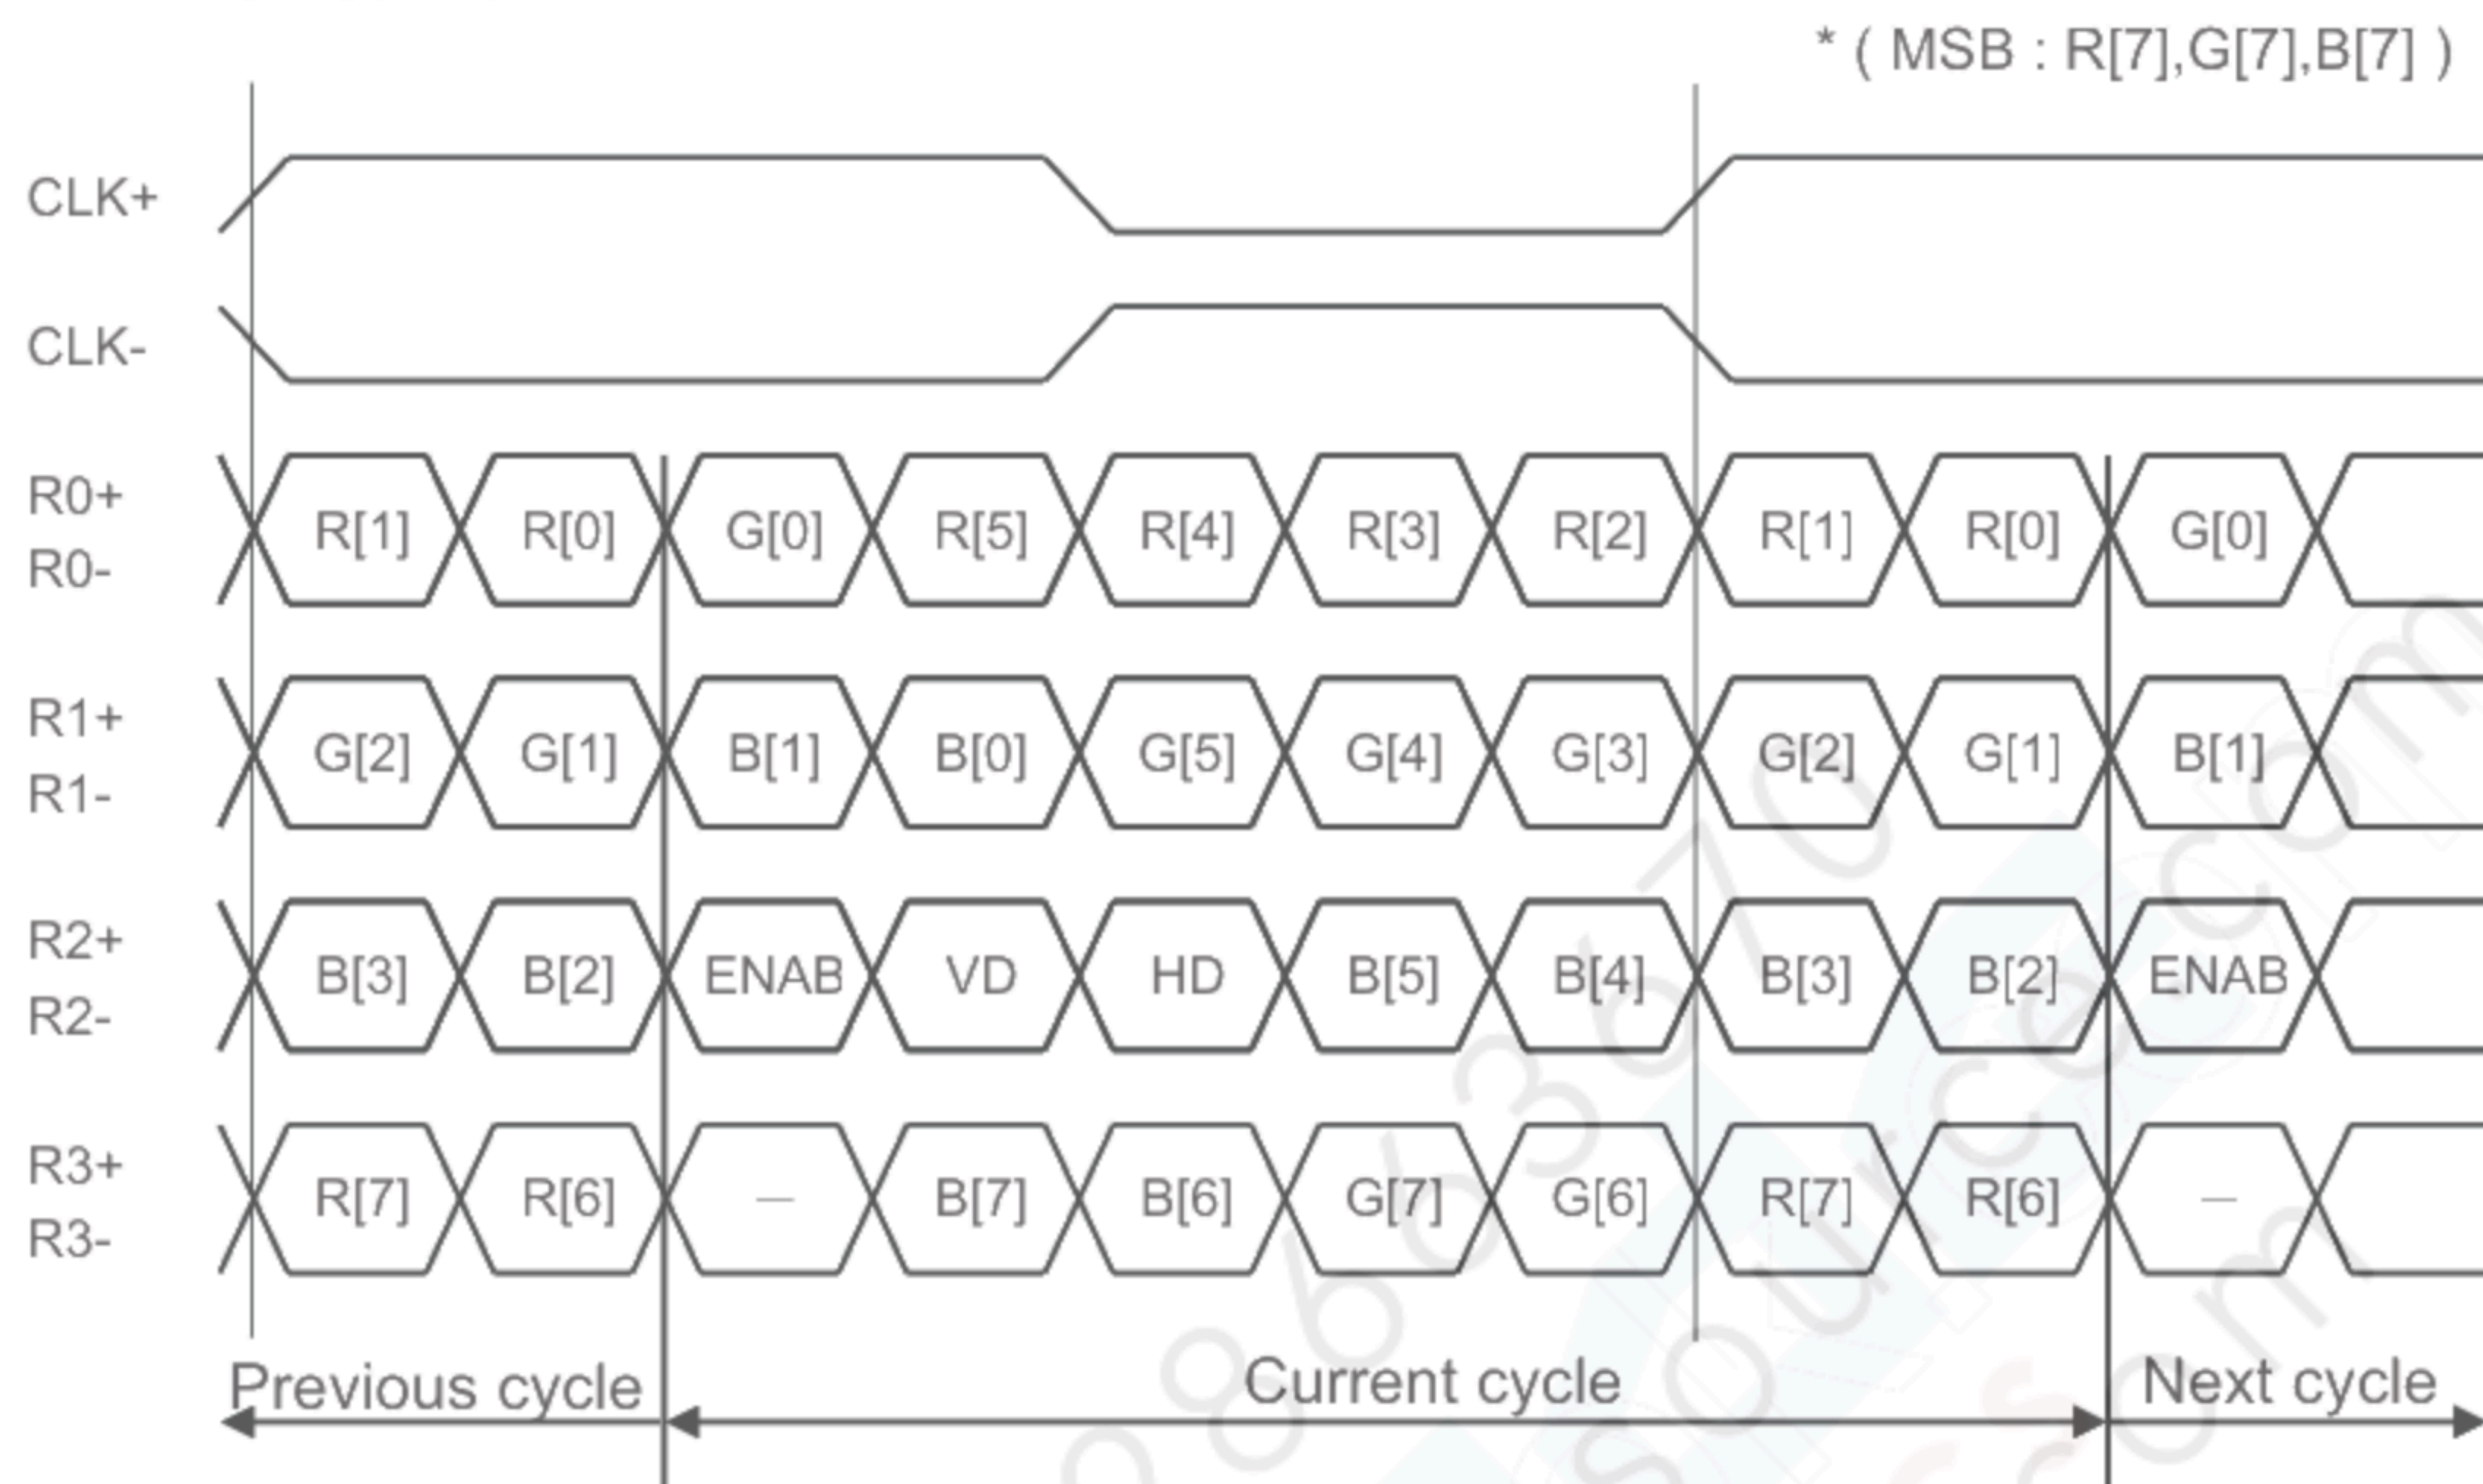 * ( MSB : R[7],G[7],B[7] )
CLK+
CLK-
R0+
R0-
R[1] R[0] G[0] R[5] R[4] R[3] R[2] R[1] R[0] G[0]
R1+
R1-
G[2] G[1] B[1] B[0] G[5] G[4] G[3] G[2] G[1] B[1]
R2+
R2-
B[3] B[2] ENAB VD HD B[5] B[4] B[3] B[2] ENAB
R3+
R3-
R[7] R[6] — B[7] B[6] G[7] G[6] R[7] R[6] —
Previous cycle Current cycle Next cycle